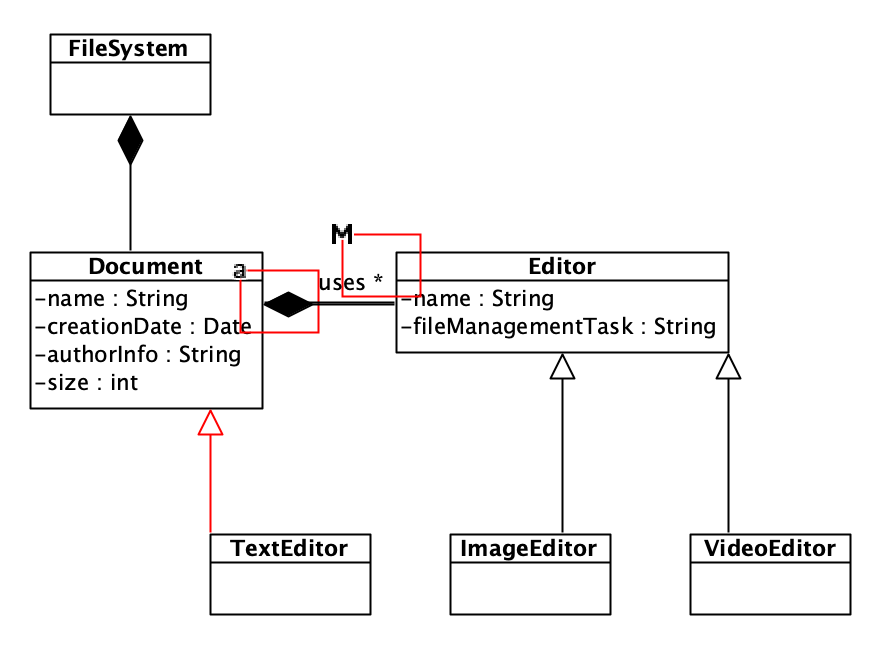 FileSystem
M
Document
a
Editor
uses *
-name : String
-name : String
-creationDate : Date
-fileManagementTask : String
-authorInfo : String
-size : int
TextEditor
ImageEditor
VideoEditor